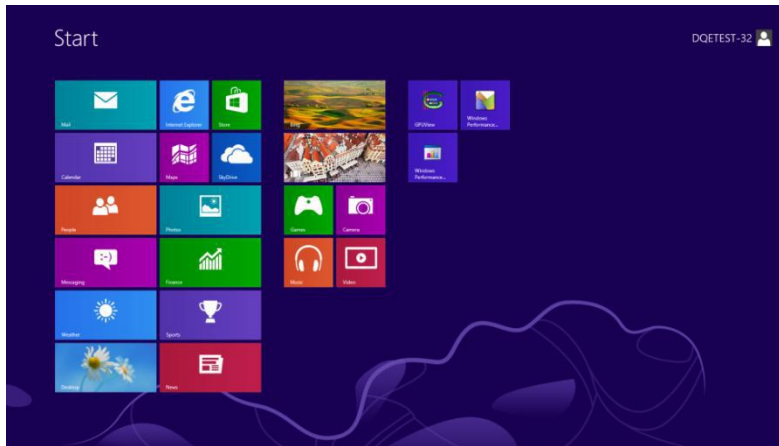 Start
DQETEST-32
Mail
Internet Explorer
Store
Calendar
Maps
SkyDrive
People
Photos
Messaging
Finance
Weather
Sports
Desktop
News
Bing
Games
Camera
Music
Video
GPUView
Windows
Performance...
Windows
Performance...